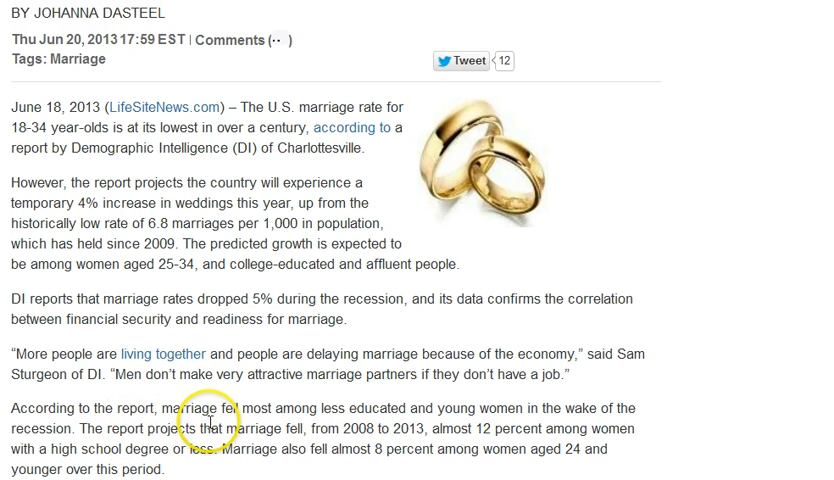 BY JOHANNA DASTEEL
Thu Jun 20, 2013 17:59 EST | Comments ( )
Tags: Marriage
Tweet 12
June 18, 2013 (LifeSiteNews.com) – The U.S. marriage rate for
18-34 year-olds is at its lowest in over a century, according to a
report by Demographic Intelligence (DI) of Charlottesville.
However, the report projects the country will experience a
temporary 4% increase in weddings this year, up from the
historically low rate of 6.8 marriages per 1,000 in population,
which has held since 2009. The predicted growth is expected to
be among women aged 25-34, and college-educated and affluent people.
DI reports that marriage rates dropped 5% during the recession, and its data confirms the correlation
between financial security and readiness for marriage.
“More people are living together and people are delaying marriage because of the economy,” said Sam
Sturgeon of DI. “Men don’t make very attractive marriage partners if they don’t have a job.”
According to the report, marriage fell most among less educated and young women in the wake of the
recession. The report projects that marriage fell, from 2008 to 2013, almost 12 percent among women
with a high school degree or less. Marriage also fell almost 8 percent among women aged 24 and
younger over this period.